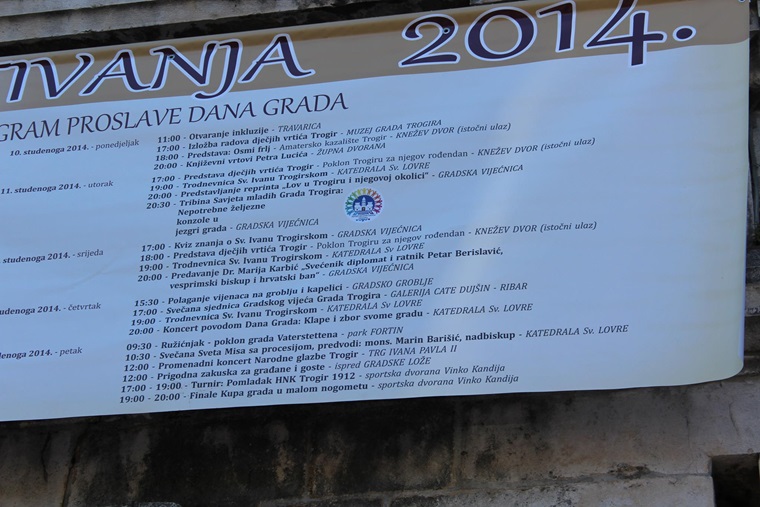 TIVANJA 2014.
GRAM PROSLAVE DANA GRADA
10. studenoga 2014. - ponedjeljak
11:00 - Otvaranje inkluzije - TRAVARICA
17:00 - Izložba radova dječjih vrtića Trogir - MUZEJ GRADA TROGIRA
18:00 - Predstava: Osmi frlj - Amatersko kazalište Trogir - KNEŽEV DVOR (istočni ulaz)
20:00 - Književni vrtovi Petra Lucića - ŽUPNA DVORANA
11. studenoga 2014. - utorak
17:00 - Predstava dječjih vrtića Trogir - Poklon Trogiru za njegov rođendan - KNEŽEV DVOR (istočni ulaz)
19:00 - Trodnevnica Sv. Ivanu Trogirskom - KATEDRALA Sv. LOVRE
20:00 - Predstavljanje reprinta „Lov u Trogiru i njegovoj okolici" - GRADSKA VIJEĆNICA
20:30 - Tribina Savjeta mladih Grada Trogira:
Nepotrebne željezne
konzole u
jezgri grada - GRADSKA VIJEĆNICA
studenoga 2014. - srijeda
17:00 - Kviz znanja o Sv. Ivanu Trogirskom - GRADSKA VIJEĆNICA
18:00 - Predstava dječjih vrtića Trogir - Poklon Trogiru za njegov rođendan - KNEŽEV DVOR (istočni ulaz)
19:00 - Trodnevnica Sv. Ivanu Trogirskom - KATEDRALA Sv. LOVRE
20:00 - Predavanje Dr. Marija Karbić „Svećenik diplomat i ratnik Petar Berislavić,
vesprimski biskup i hrvatski ban" - GRADSKA VIJEĆNICA
udenoga 2014. - četvrtak
15:30 - Polaganje vijenaca na groblju i kapelici - GRADSKO GROBLJE
17:00 - Svečana sjednica Gradskog vijeća Grada Trogira - GALERIJA CATE DUJŠIN - RIBAR
19:00 - Trodnevnica Sv. Ivanu Trogirskom - KATEDRALA Sv LOVRE
20:00 - Koncert povodom Dana Grada: Klape i zbor svome gradu - KATEDRALA Sv. LOVRE
denoga 2014. - petak
09:30 - Ružičnjak - poklon grada Vaterstettena - park FORTIN
10:30 - Svečana Sveta Misa sa procesijom, predvodi: mons. Marin Barišić, nadbiskup - KATEDRALA Sv. LOVRE
12:00 - Promenadni koncert Narodne glazbe Trogir - TRG IVANA PAVLA II
12:00 - Prigodna zakuska za građane i goste - ispred GRADSKE LOŽE
17:00 - 19:00 - Turnir: Pomladak HNK Trogir 1912 - sportska dvorana Vinko Kandija
19:00 - 20:00 - Finale Kupa grada u malom nogometu - sportska dvorana Vinko Kandija